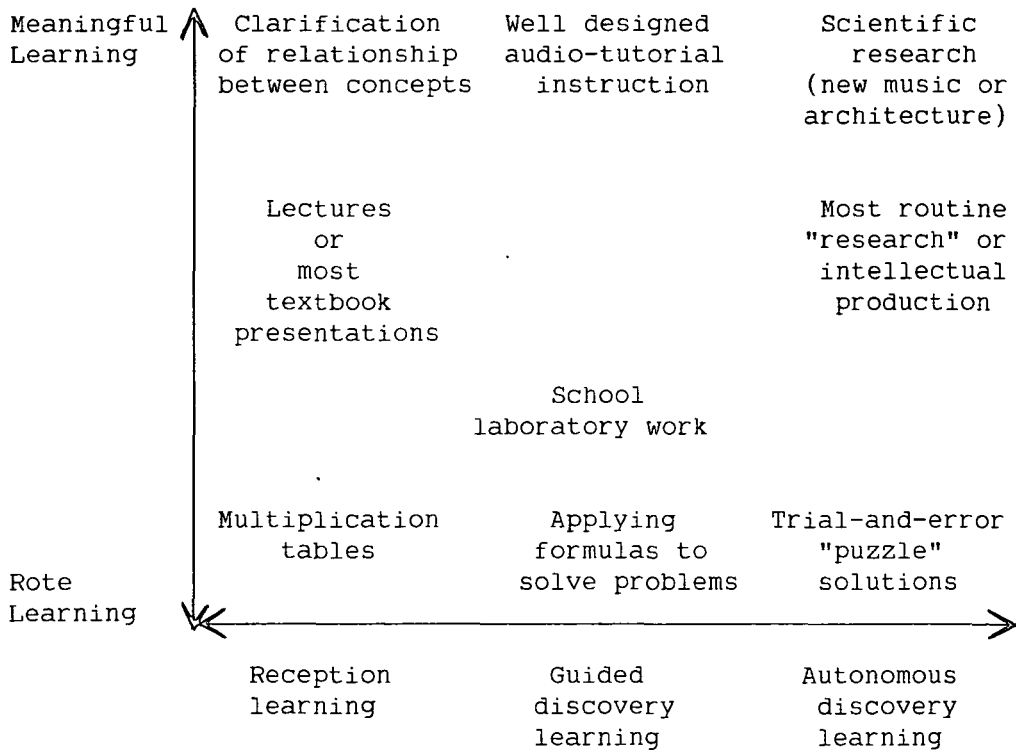 Meaningful
Learning
Clarification
of relationship
between concepts
Well designed
audio-tutorial
instruction
Scientific
research
(new music or
architecture)
Lectures
or
most
textbook
presentations
Most routine
"research" or
intellectual
production
School
laboratory work
Multiplication
tables
Applying
formulas to
solve problems
Trial-and-error
"puzzle"
solutions
Rote
Learning
Reception
learning
Guided
discovery
learning
Autonomous
discovery
learning